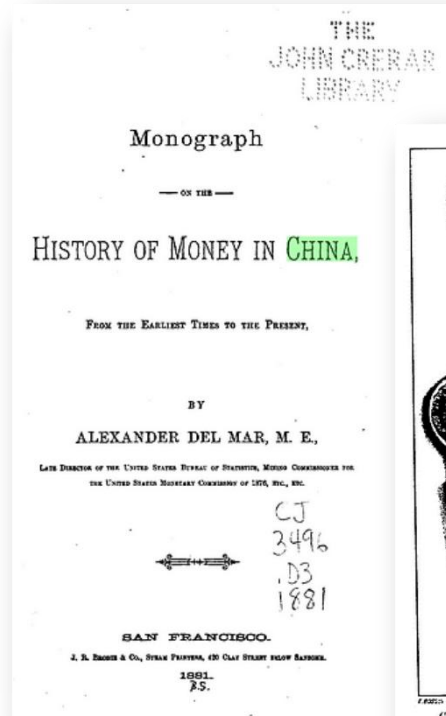 THE
JOHN CRERAR
LIBRARY
Monograph
ON THE
HISTORY OF MONEY IN CHINA,
FROM THE EARLIEST TIMES TO THE PRESENT,
BY
ALEXANDER DEL MAR, M. E.,
LATE DIRECTOR OF THE UNITED STATES BUREAU OF STATISTICS, MINING COMMISSIONER FOR
THE UNITED STATES MONETARY COMMISSION OF 1876, ETC., ETC.
CJ
3496
.D3
1881
SAN FRANCISCO.
J. R. BRODIE & CO., STEAM PRINTERS, 420 CLAY STREET BELOW SANSOME.
1881.